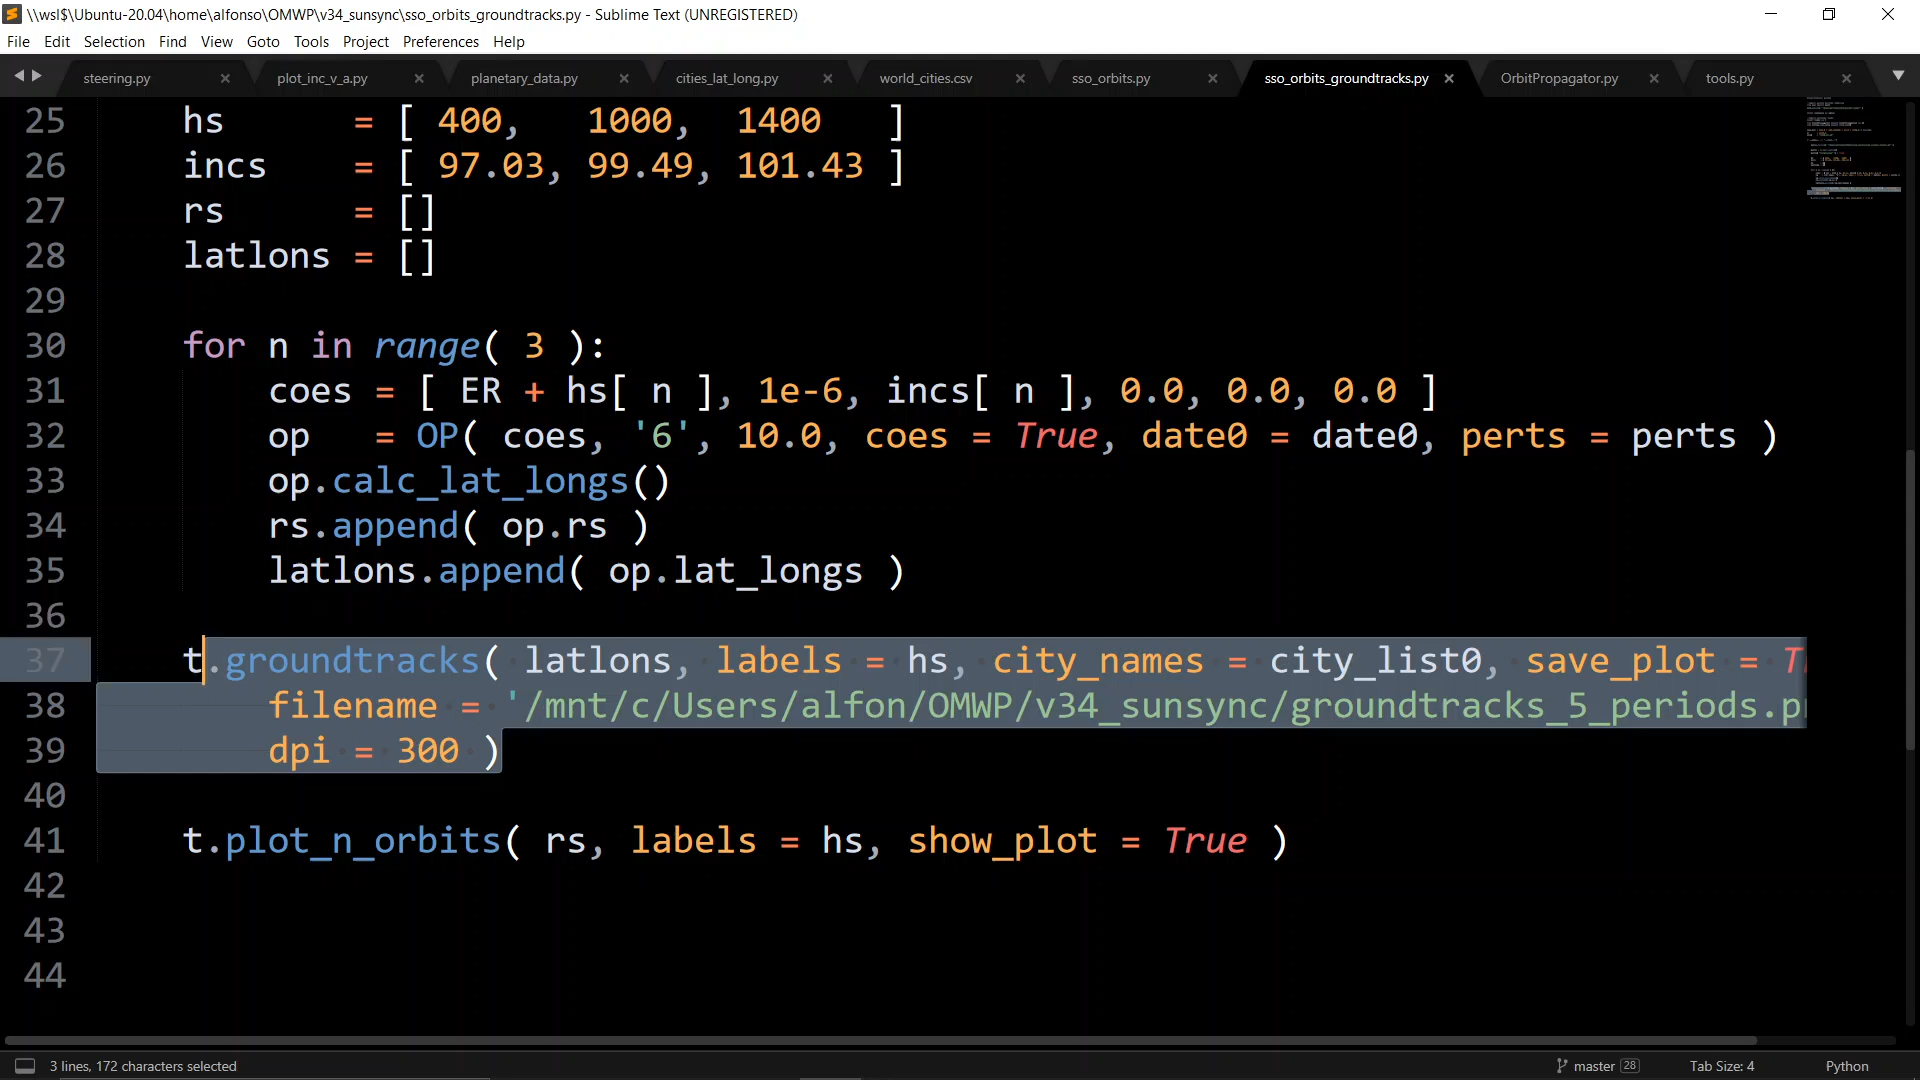 \\wsl$\Ubuntu-20.04\home\alfonso\OMWP\v34_sunsync\sso_orbits_groundtracks.py - Sublime Text (UNREGISTERED)
File Edit Selection Find View Goto Tools Project Preferences Help
steering.py plot_inc_v_a.py planetary_data.py cities_lat_long.py world_cities.csv sso_orbits.py sso_orbits_groundtracks.py OrbitPropagator.py tools.py
25 hs = [ 400, 1000, 1400 ]
26 incs = [ 97.03, 99.49, 101.43 ]
27 rs = []
28 latlons = []
29
30 for n in range( 3 ):
31 coes = [ ER + hs[ n ], 1e-6, incs[ n ], 0.0, 0.0, 0.0 ]
32 op = OP( coes, '6', 10.0, coes = True, date0 = date0, perts = perts )
33 op.calc_lat_longs()
34 rs.append( op.rs )
35 latlons.append( op.lat_longs )
36
37 t.groundtracks( latlons, labels = hs, city_names = city_list0, save_plot = T
38 filename = '/mnt/c/Users/alfon/OMWP/v34_sunsync/groundtracks_5_periods.p
39 dpi = 300 )
40
41 t.plot_n_orbits( rs, labels = hs, show_plot = True )
42
43
44
3 lines, 172 characters selected master 28 Tab Size: 4 Python